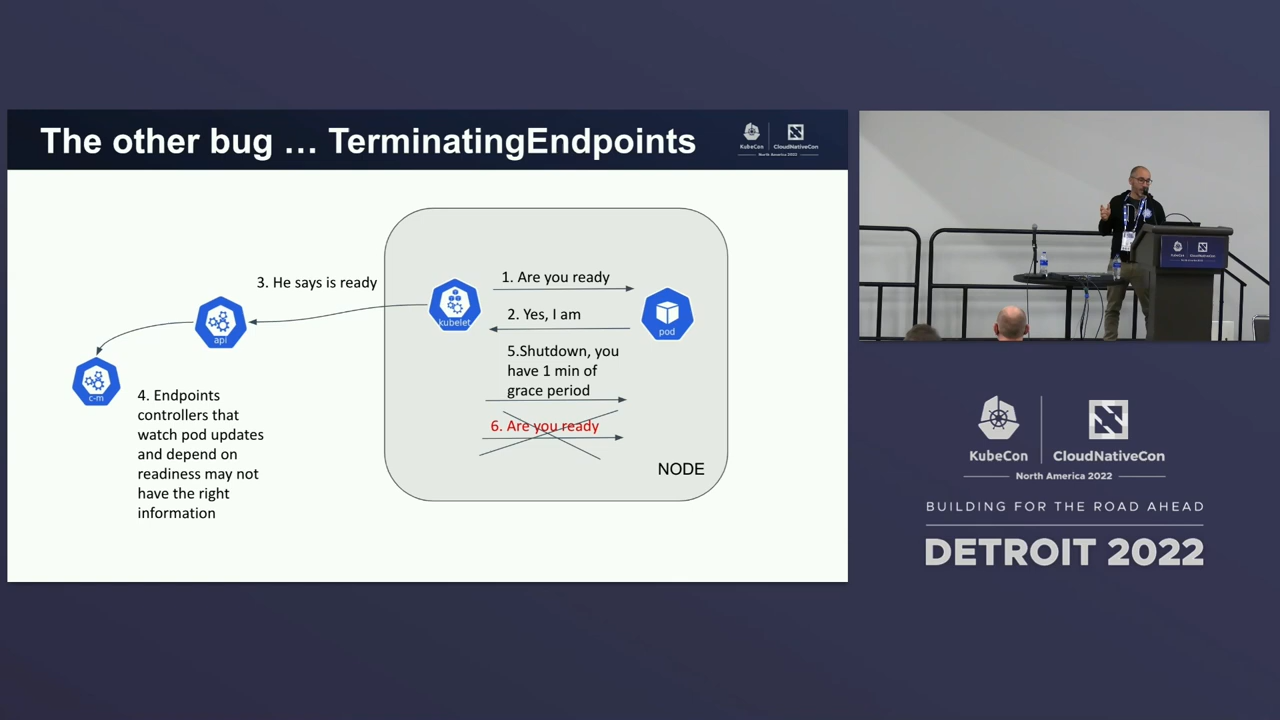 The other bug … TerminatingEndpoints
KubeCon
CloudNativeCon
North America 2022
3. He says is ready
1. Are you ready
2. Yes, I am
kubelet
pod
api
c-m
5.Shutdown, you
have 1 min of
grace period
6. Are you ready
4. Endpoints
controllers that
watch pod updates
and depend on
readiness may not
have the right
information
NODE
KubeCon
CloudNativeCon
North America 2022
BUILDING FOR THE ROAD AHEAD
DETROIT 2022